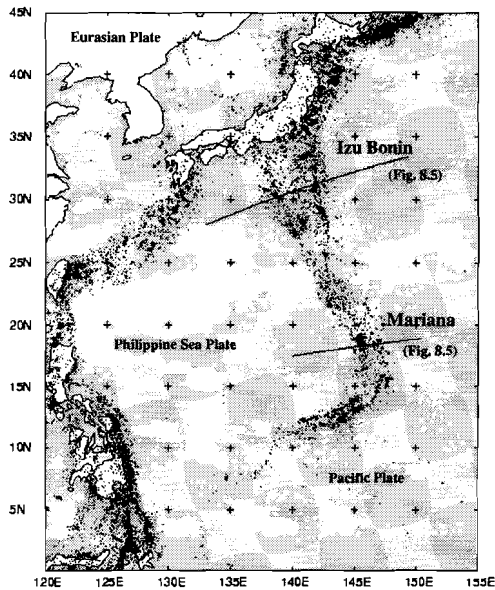 45N
Eurasian Plate
40N
35N
Izu Bonin
(Fig. 8.5)
30N
25N
20N
Mariana
Philippine Sea Plate
(Fig. 8.5)
15N
10N
Pacific Plate
5N
120E 125E 130E 135E 140E 145E 150E 155E